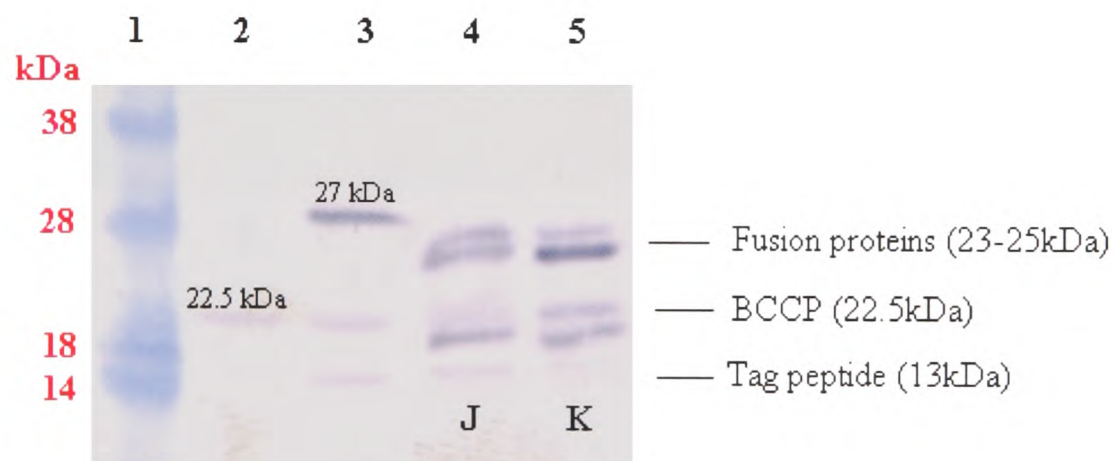 1 2 3 4 5
kDa
38
27 kDa
28
Fusion proteins (23-25kDa)
22.5 kDa
BCCP (22.5kDa)
18
14
Tag peptide (13kDa)
J K